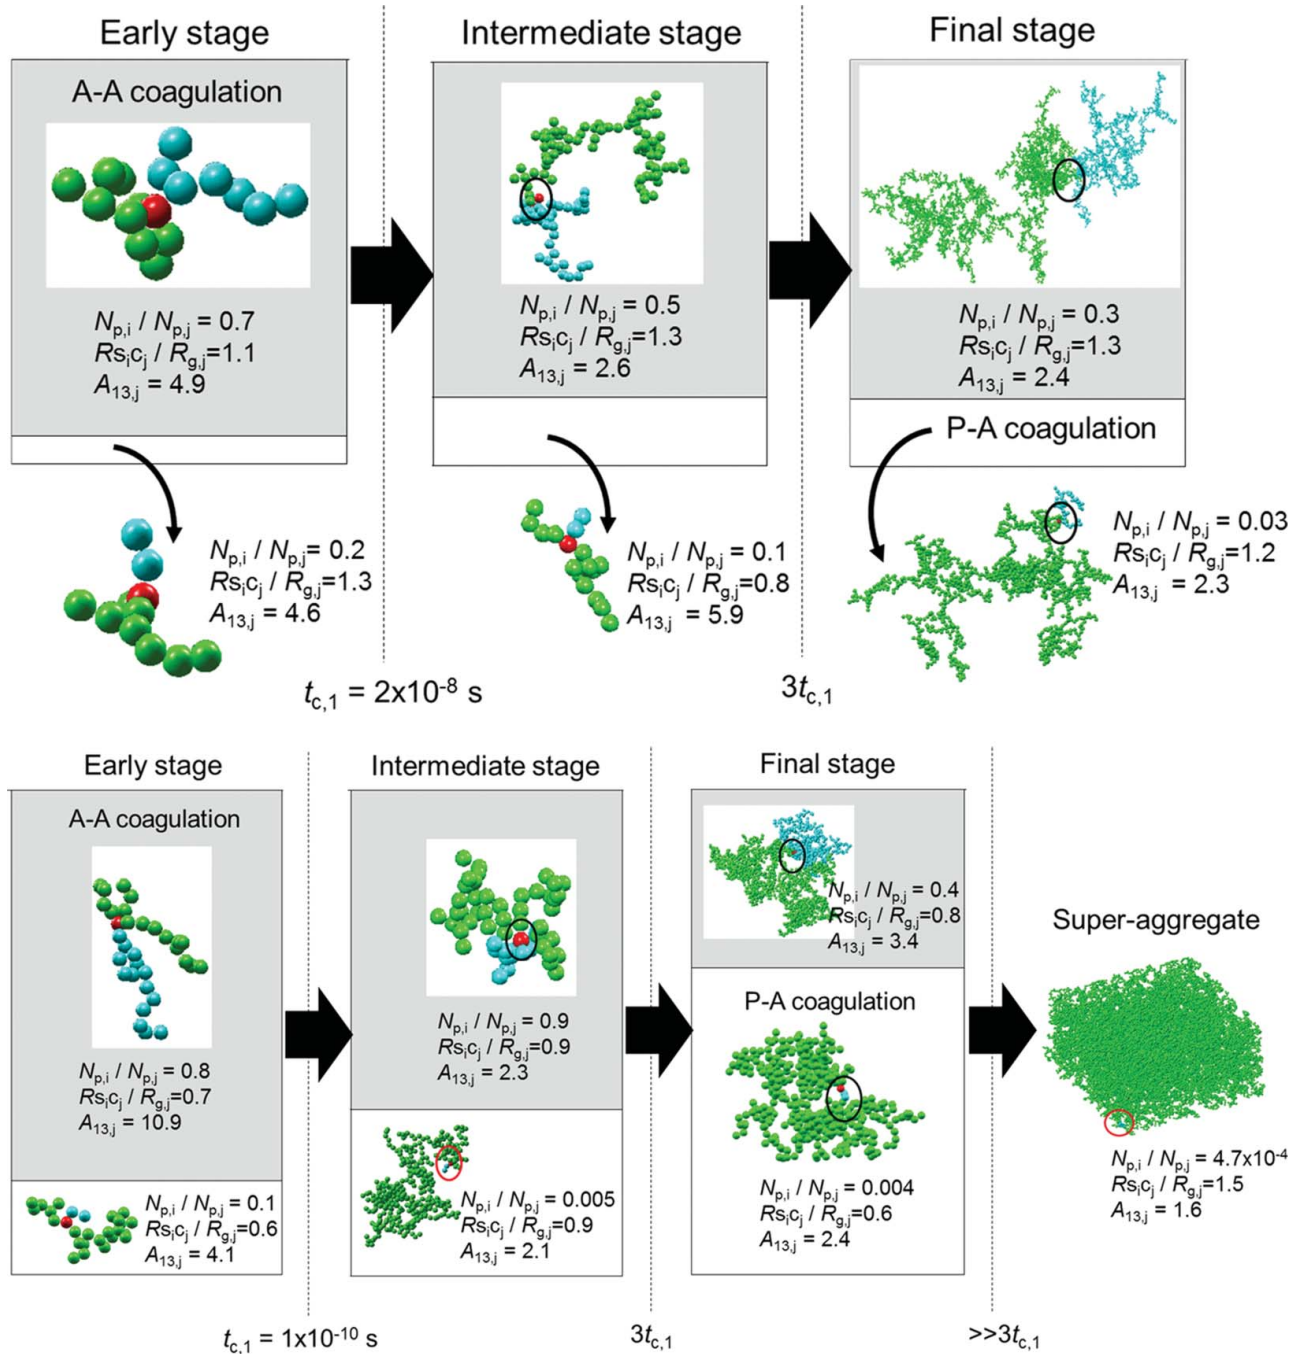 Early stage
Intermediate stage
Final stage
A-A coagulation
Np,i / Np,j = 0.7
Rsicj / Rg,j=1.1
A13,j = 4.9
Np,i / Np,j = 0.5
Rsicj / Rg,j=1.3
A13,j = 2.6
Np,i / Np,j = 0.3
Rsicj / Rg,j=1.3
A13,j = 2.4
P-A coagulation
Np,i / Np,j= 0.2
Rsicj / Rg,j=1.3
A13,j = 4.6
Np,i / Np,j = 0.1
Rsicj / Rg,j=0.8
A13,j = 5.9
Np,i / Np,j = 0.03
Rsicj / Rg,j=1.2
A13,j = 2.3
tc,1 = 2x10-8 s
3tc,1
Early stage
Intermediate stage
Final stage
A-A coagulation
Np,i / Np,j = 0.8
Rsicj / Rg,j=0.7
A13,j = 10.9
Np,i / Np,j = 0.9
Rsicj / Rg,j=0.9
A13,j = 2.3
Np,i / Np,j = 0.4
Rsicj / Rg,j=0.8
A13,j = 3.4
Super-aggregate
P-A coagulation
Np,i / Np,j = 0.1
Rsicj / Rg,j=0.6
A13,j = 4.1
Np,i / Np,j = 0.005
Rsicj / Rg,j=0.9
A13,j = 2.1
Np,i / Np,j = 0.004
Rsicj / Rg,j=0.6
A13,j = 2.4
Np,i / Np,j = 4.7x10-4
Rsicj / Rg,j=1.5
A13,j = 1.6
tc,1 = 1x10-10 s
3tc,1
>>3tc,1